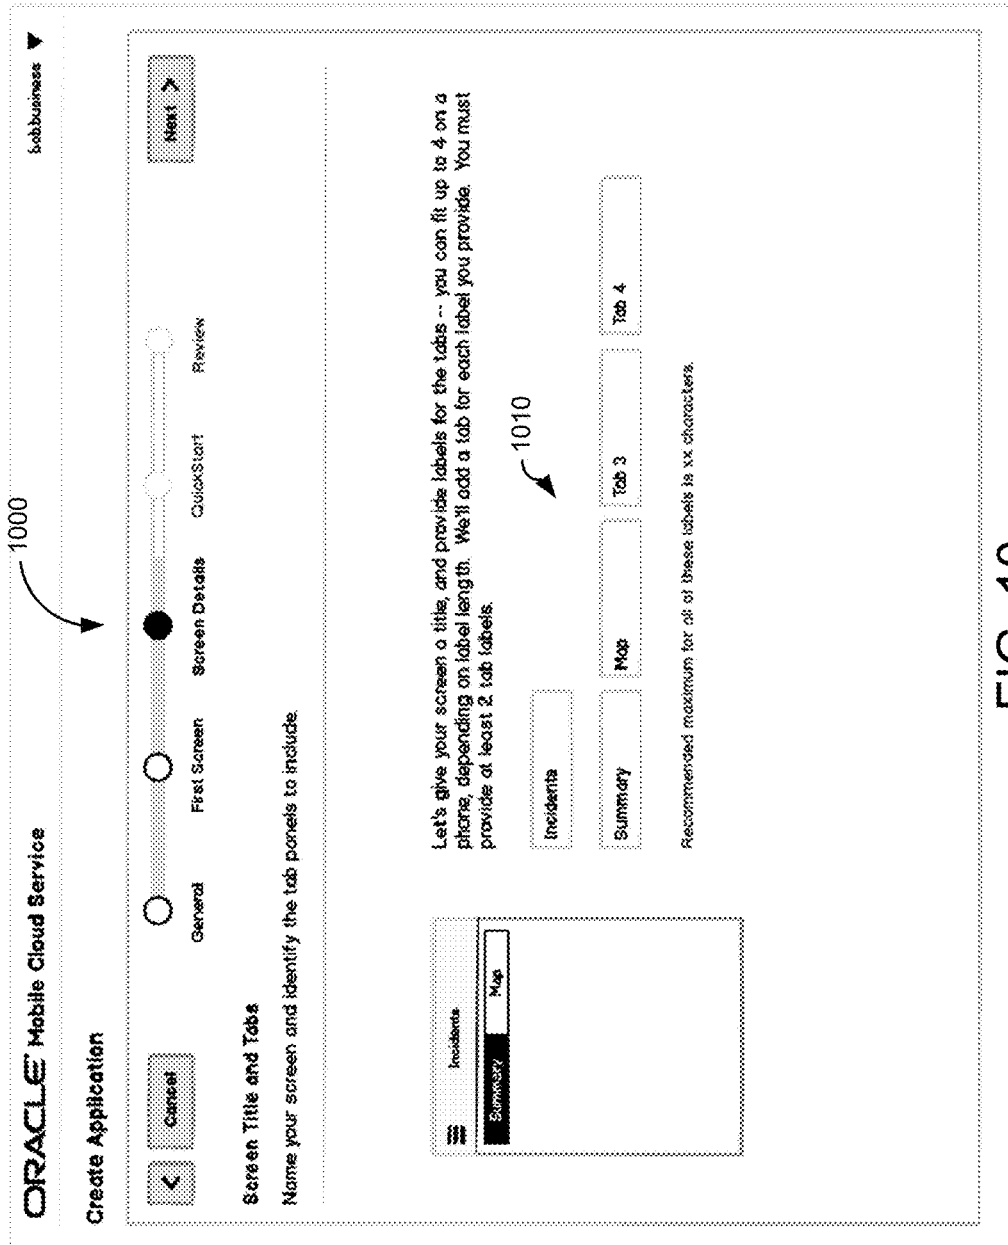 ORACLE Mobile Cloud Service
bobbusiness
Create Application
1000
< Cancel
Next >
General
First Screen
Screen Details
QuickStart
Review
Screen Title and Tabs
Name your screen and identify the tab panels to include.
Incidents
Summary Map
Let's give your screen a title, and provide labels for the tabs -- you can fit up to 4 on a
phone, depending on label length. We'll add a tab for each label you provide. You must
provide at least 2 tab labels.
1010
Incidents
Summary Map Tab 3 Tab 4
Recommended maximum for all of these labels is xx characters.
FIG. 10